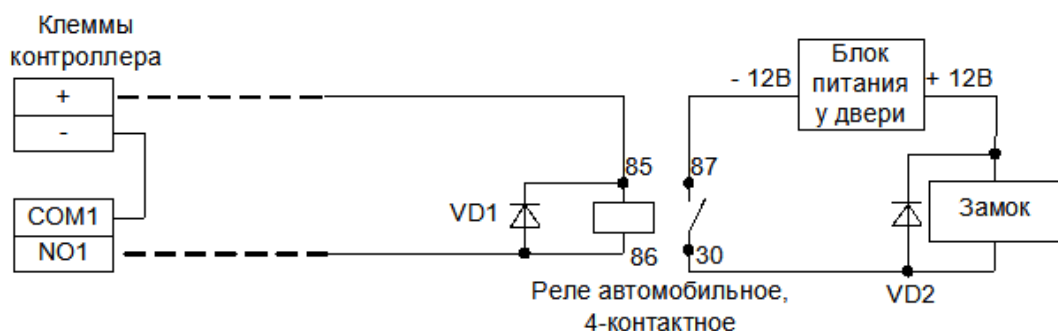 Клеммы
контроллера
+
-
COM1
NO1
VD1
85
86
87
30
Реле автомобильное,
4-контактное
- 12В
Блок
питания
у двери
+ 12В
Замок
VD2